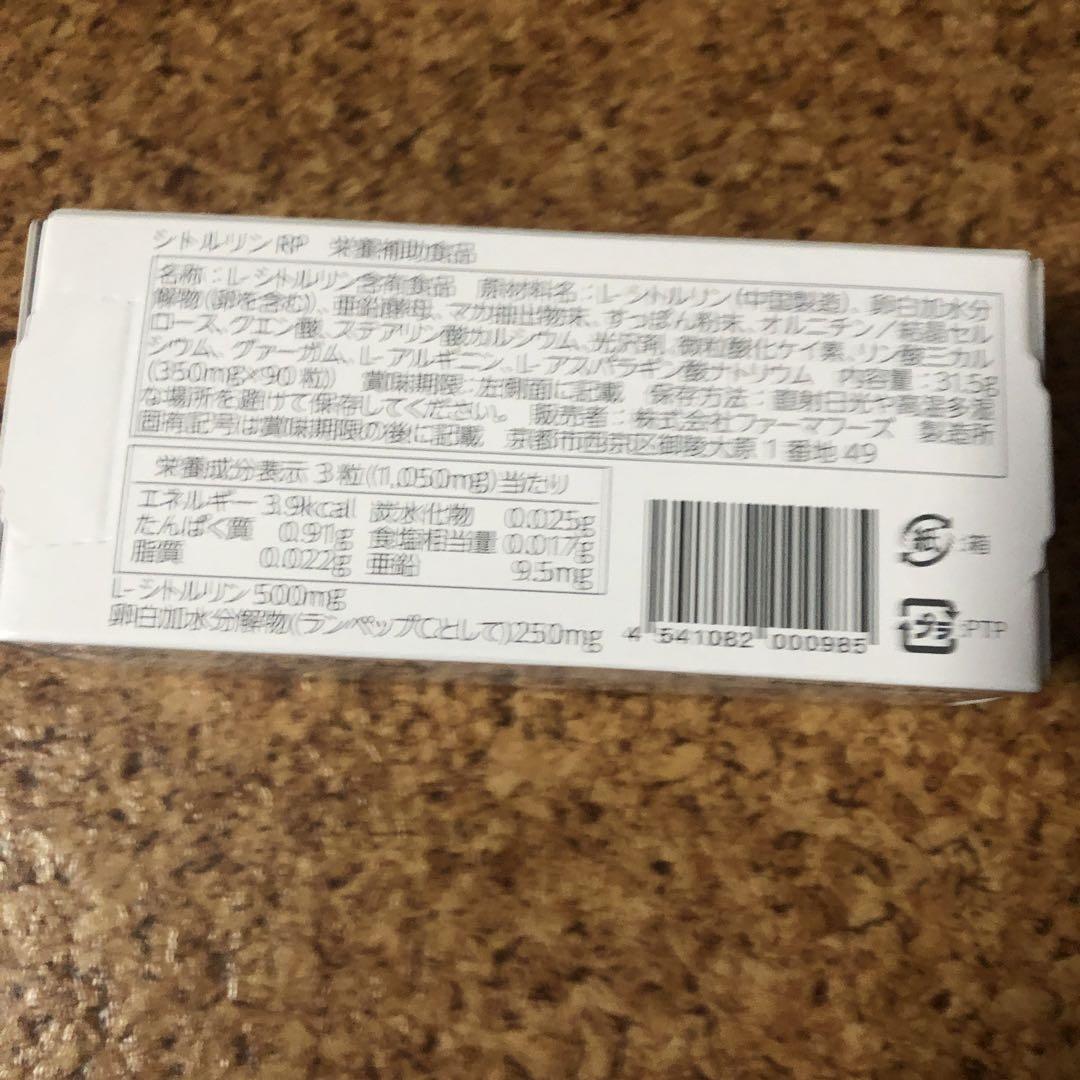 シトルリンRP 栄養補助食品
名称：L-シトルリン含有食品 原材料名：L-シトルリン(中国製造)、卵白加水分
解物(卵を含む)、亜鉛酵母、マカ抽出物末、すっぽん粉末、オルニチン／結晶セル
ロース、クエン酸、ステアリン酸カルシウム、光沢剤、微粒酸化ケイ素、リン酸三カル
シウム、グァーガム、L-アルギニン、L-アスパラギン酸ナトリウム 内容量：31.5g
(350mg×90粒) 賞味期限：左側面に記載 保存方法：直射日光や高温多湿
な場所を避けて保存してください。 販売者：株式会社ファーマフーズ 製造所
固有記号は賞味期限の後に記載 京都市西京区御陵大原1番地49
栄養成分表示 3粒(1,050mg)当たり
エネルギー 3.9kcal 炭水化物 0.025g
たんぱく質 0.91g 食塩相当量 0.017g
脂質 0.022g 亜鉛 9.5mg
L-シトルリン 500mg
卵白加水分解物(ランペップCとして)250mg
4 541082 000985
紙 :箱
プラ :PTP